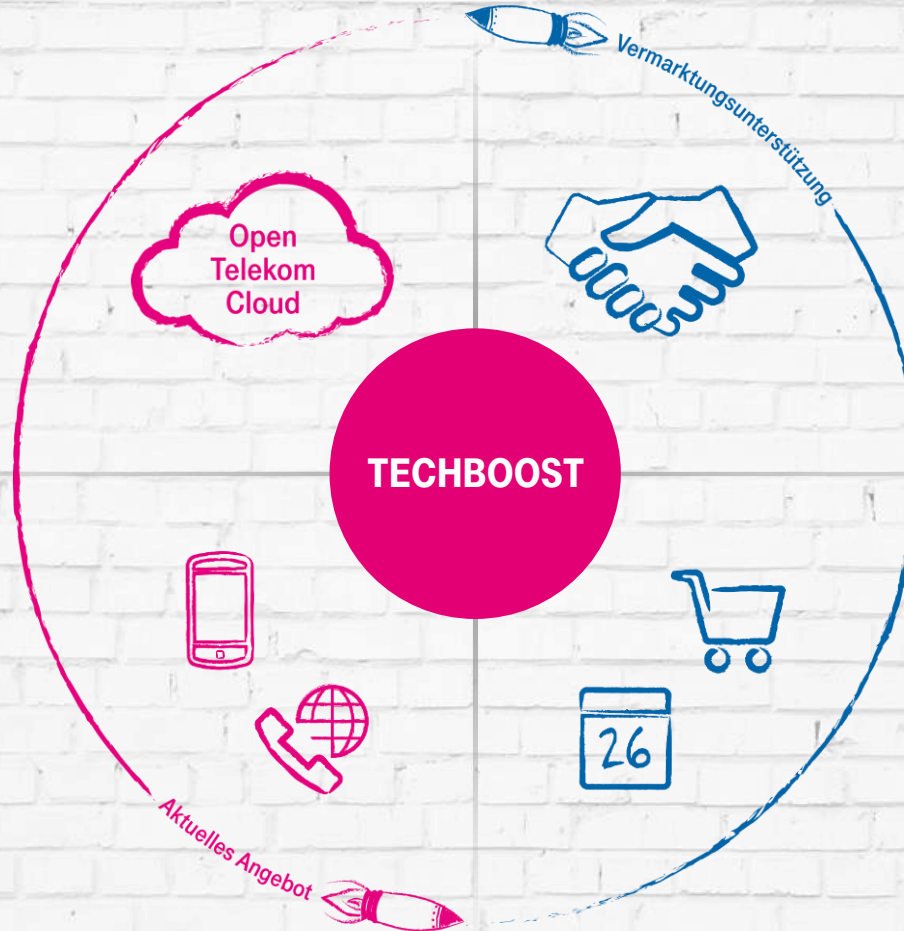 Vermarktungsunterstützung
Open
Telekom
Cloud
TECHBOOST
26
Aktuelles Angebot